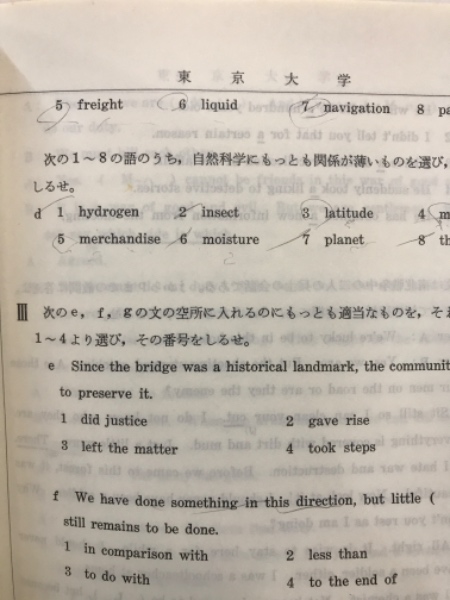 東京大学
5 freight 6 liquid 7 navigation 8 pa
次の1～8の語のうち，自然科学にもっとも関係が薄いものを選び，
しるせ。
d 1 hydrogen 2 insect 3 latitude 4 m
5 merchandise 6 moisture 7 planet 8 th
Ⅲ 次のe，f，gの文の空所に入れるのにもっとも適当なものを，それ
1～4より選び，その番号をしるせ。
e Since the bridge was a historical landmark, the communit
to preserve it.
1 did justice 2 gave rise
3 left the matter 4 took steps
f We have done something in this direction, but little (
still remains to be done.
1 in comparison with 2 less than
3 to do with 4 to the end of